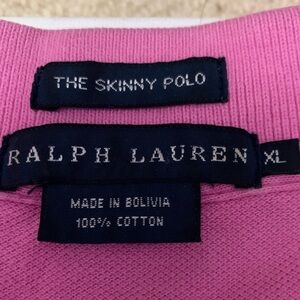 THE SKINNY POLO
RALPH LAUREN XL
MADE IN BOLIVIA
100% COTTON